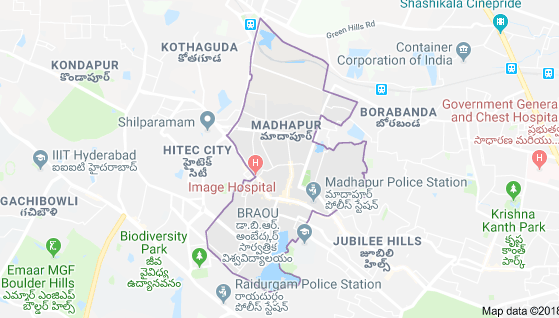 Shashikala Cinepride
Green Hills Rd
KOTHAGUDA
కోతగూడ
Container
Corporation of India
KONDAPUR
కొండాపూర్
BORABANDA
బోరబండ
Government Genera
and Chest Hospita
ప్రభుత్వ
సాధారణ మరియు
Shilparamam
MADHAPUR
మాదాపూర్
HITEC CITY
హైటెక్
సిటీ
IIIT Hyderabad
ఐఐఐటి హైదరాబాద్
Image Hospital
Madhapur Police Station
మాదాపూర్
పోలీస్ స్టేషన్
GACHIBOWLI
గచిబౌలి
BRAOU
డా.బి.ఆర్.
అంబేద్కర్
సార్వత్రిక
విశ్వవిద్యాలయం
Krishna
Kanth Park
కృష్ణ
కాంత్
పార్క్
JUBILEE HILLS
జూబిలి
హిల్స్
Biodiversity
Park
జీవ
వైవిధ్య
ఉద్యానవనం
Emaar MGF
Boulder Hills
ఎమ్మార్ ఎంజిఎఫ్
బౌల్డర్ హిల్స్
Raidurgam Police Station
రాయదుర్గం
పోలీస్ స్టేషన్
Map data ©2018